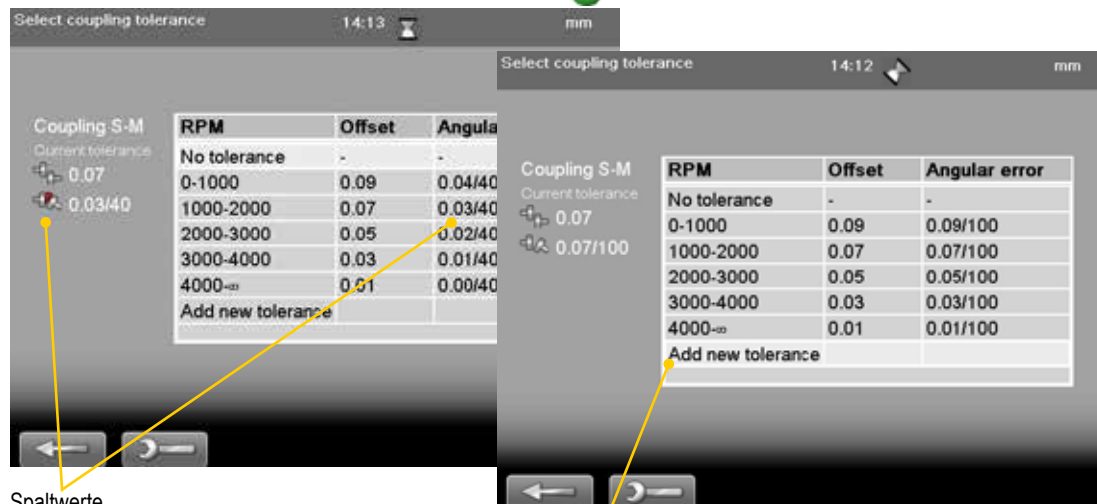 Select coupling tolerance 14:13 mm
Coupling S-M
Current tolerance
0.07
0.03/40
RPM Offset Angula
No tolerance - -
0-1000 0.09 0.04/40
1000-2000 0.07 0.03/40
2000-3000 0.05 0.02/40
3000-4000 0.03 0.01/40
4000-∞ 0.01 0.00/40
Add new tolerance
Spaltwerte
Select coupling tolerance 14:12 mm
Coupling S-M
Current tolerance
0.07
0.07/100
RPM Offset Angular error
No tolerance - -
0-1000 0.09 0.09/100
1000-2000 0.07 0.07/100
2000-3000 0.05 0.05/100
3000-4000 0.03 0.03/100
4000-∞ 0.01 0.01/100
Add new tolerance